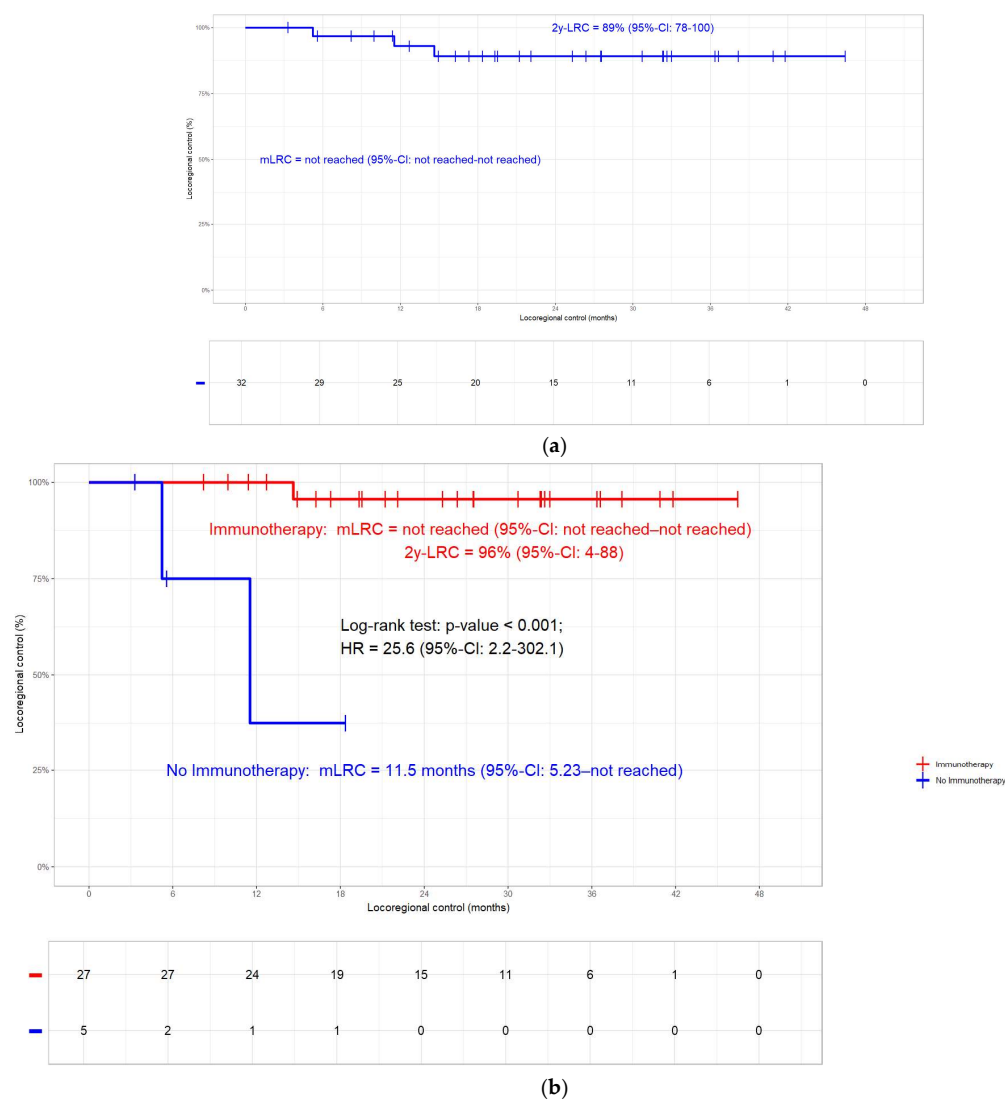 100%
2y-LRC = 89% (95%-CI: 78-100)
75%
Locoregional control (%)
50%
mLRC = not reached (95%-CI: not reached-not reached)
25%
0%
0 6 12 18 24 30 36 42 48
Locoregional control (months)
32 29 25 20 15 11 6 1 0
(a)
100%
Immunotherapy: mLRC = not reached (95%-CI: not reached–not reached)
2y-LRC = 96% (95%-CI: 4-88)
75%
Log-rank test: p-value < 0.001;
HR = 25.6 (95%-CI: 2.2-302.1)
Locoregional control (%)
50%
No Immunotherapy: mLRC = 11.5 months (95%-CI: 5.23–not reached)
25%
Immunotherapy
No Immunotherapy
0%
0 6 12 18 24 30 36 42 48
Locoregional control (months)
27 27 24 19 15 11 6 1 0
5 2 1 1 0 0 0 0 0
(b)